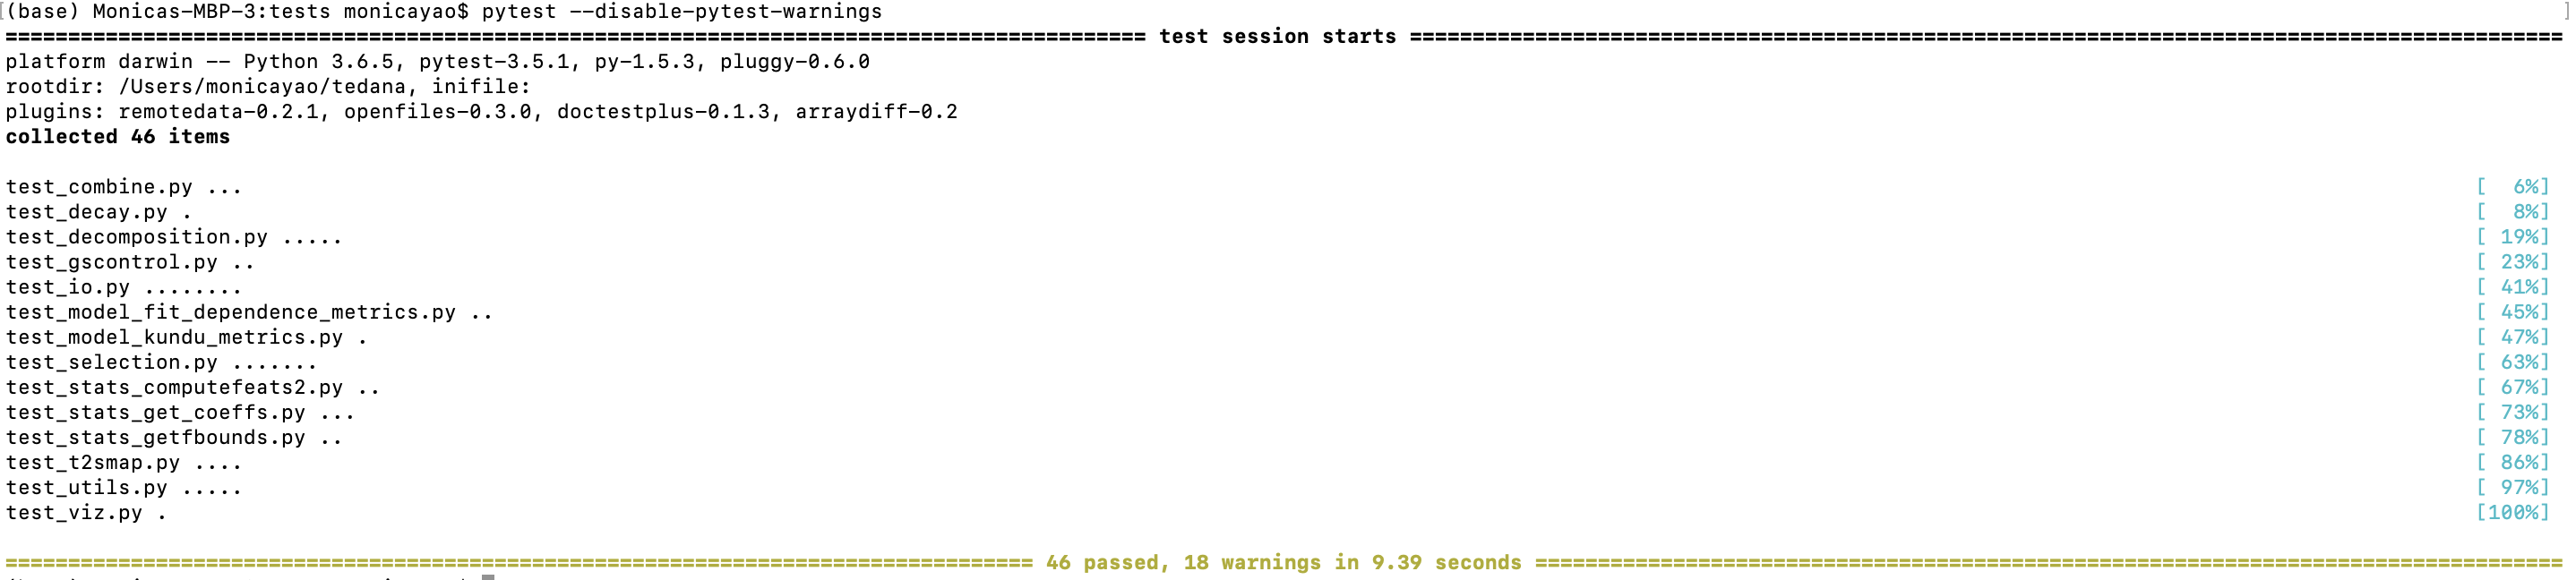 (base) Monicas-MBP-3:tests monicayao$ pytest --disable-pytest-warnings
=========================================================================================== test session starts ============================================================================================
platform darwin -- Python 3.6.5, pytest-3.5.1, py-1.5.3, pluggy-0.6.0
rootdir: /Users/monicayao/tedana, inifile:
plugins: remotedata-0.2.1, openfiles-0.3.0, doctestplus-0.1.3, arraydiff-0.2
collected 46 items
test_combine.py ... [  6%]
test_decay.py . [  8%]
test_decomposition.py ..... [ 19%]
test_gscontrol.py .. [ 23%]
test_io.py ........ [ 41%]
test_model_fit_dependence_metrics.py .. [ 45%]
test_model_kundu_metrics.py . [ 47%]
test_selection.py ....... [ 63%]
test_stats_computefeats2.py .. [ 67%]
test_stats_get_coeffs.py ... [ 73%]
test_stats_getfbounds.py .. [ 78%]
test_t2smap.py .... [ 86%]
test_utils.py ..... [ 97%]
test_viz.py . [100%]
================================================================================== 46 passed, 18 warnings in 9.39 seconds ==================================================================================